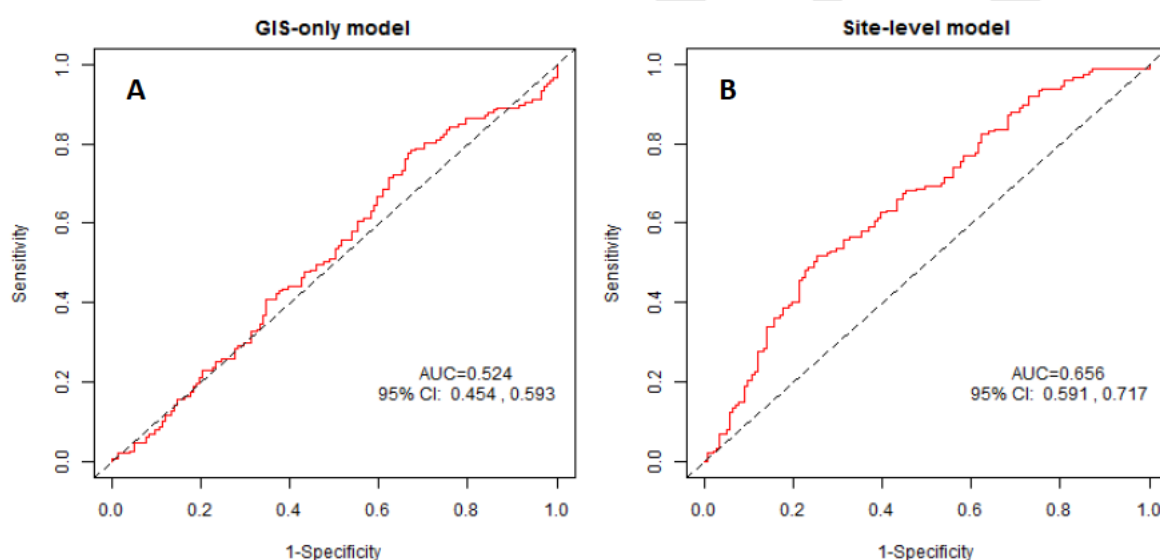 GIS-only model
A
1.0
0.8
0.6
0.4
0.2
0.0
Sensitivity
AUC=0.524
95% CI: 0.454 , 0.593
0.0 0.2 0.4 0.6 0.8 1.0
1-Specificity
Site-level model
B
1.0
0.8
0.6
0.4
0.2
0.0
Sensitivity
AUC=0.656
95% CI: 0.591 , 0.717
0.0 0.2 0.4 0.6 0.8 1.0
1-Specificity